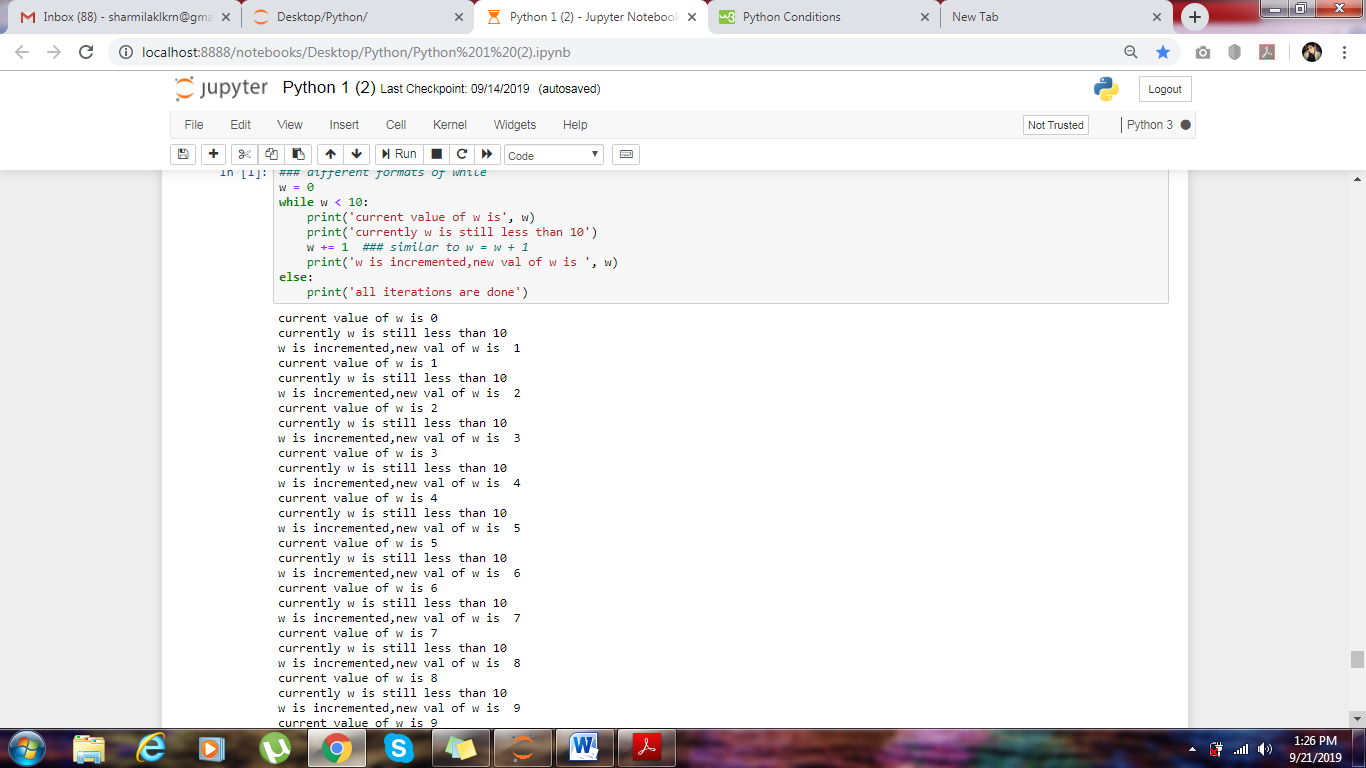 Inbox (88) - sharmilaklkrn@gma
Desktop/Python/
Python 1 (2) - Jupyter Notebook
Python Conditions
New Tab
localhost:8888/notebooks/Desktop/Python/Python%201%20(2).ipynb
jupyter Python 1 (2) Last Checkpoint: 09/14/2019 (autosaved)
Logout
File Edit View Insert Cell Kernel Widgets Help
Not Trusted
Python 3
Run
Code
In [1]: ### different formats of while
w = 0
while w < 10:
    print('current value of w is', w)
    print('currently w is still less than 10')
    w += 1  ### similar to w = w + 1
    print('w is incremented,new val of w is ', w)
else:
    print('all iterations are done')
current value of w is 0
currently w is still less than 10
w is incremented,new val of w is  1
current value of w is 1
currently w is still less than 10
w is incremented,new val of w is  2
current value of w is 2
currently w is still less than 10
w is incremented,new val of w is  3
current value of w is 3
currently w is still less than 10
w is incremented,new val of w is  4
current value of w is 4
currently w is still less than 10
w is incremented,new val of w is  5
current value of w is 5
currently w is still less than 10
w is incremented,new val of w is  6
current value of w is 6
currently w is still less than 10
w is incremented,new val of w is  7
current value of w is 7
currently w is still less than 10
w is incremented,new val of w is  8
current value of w is 8
currently w is still less than 10
w is incremented,new val of w is  9
current value of w is 9
1:26 PM
9/21/2019